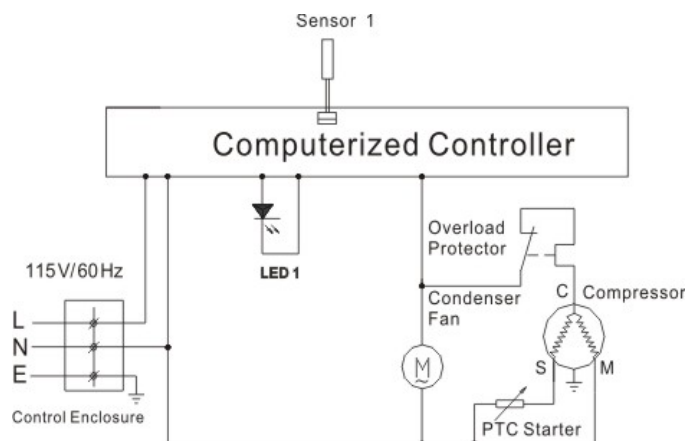 Sensor 1
Computerized Controller
LED 1
115V/60Hz
L
N
E
Control Enclosure
Overload
Protector
Condenser
Fan
M
~
C Compressor
S M
PTC Starter